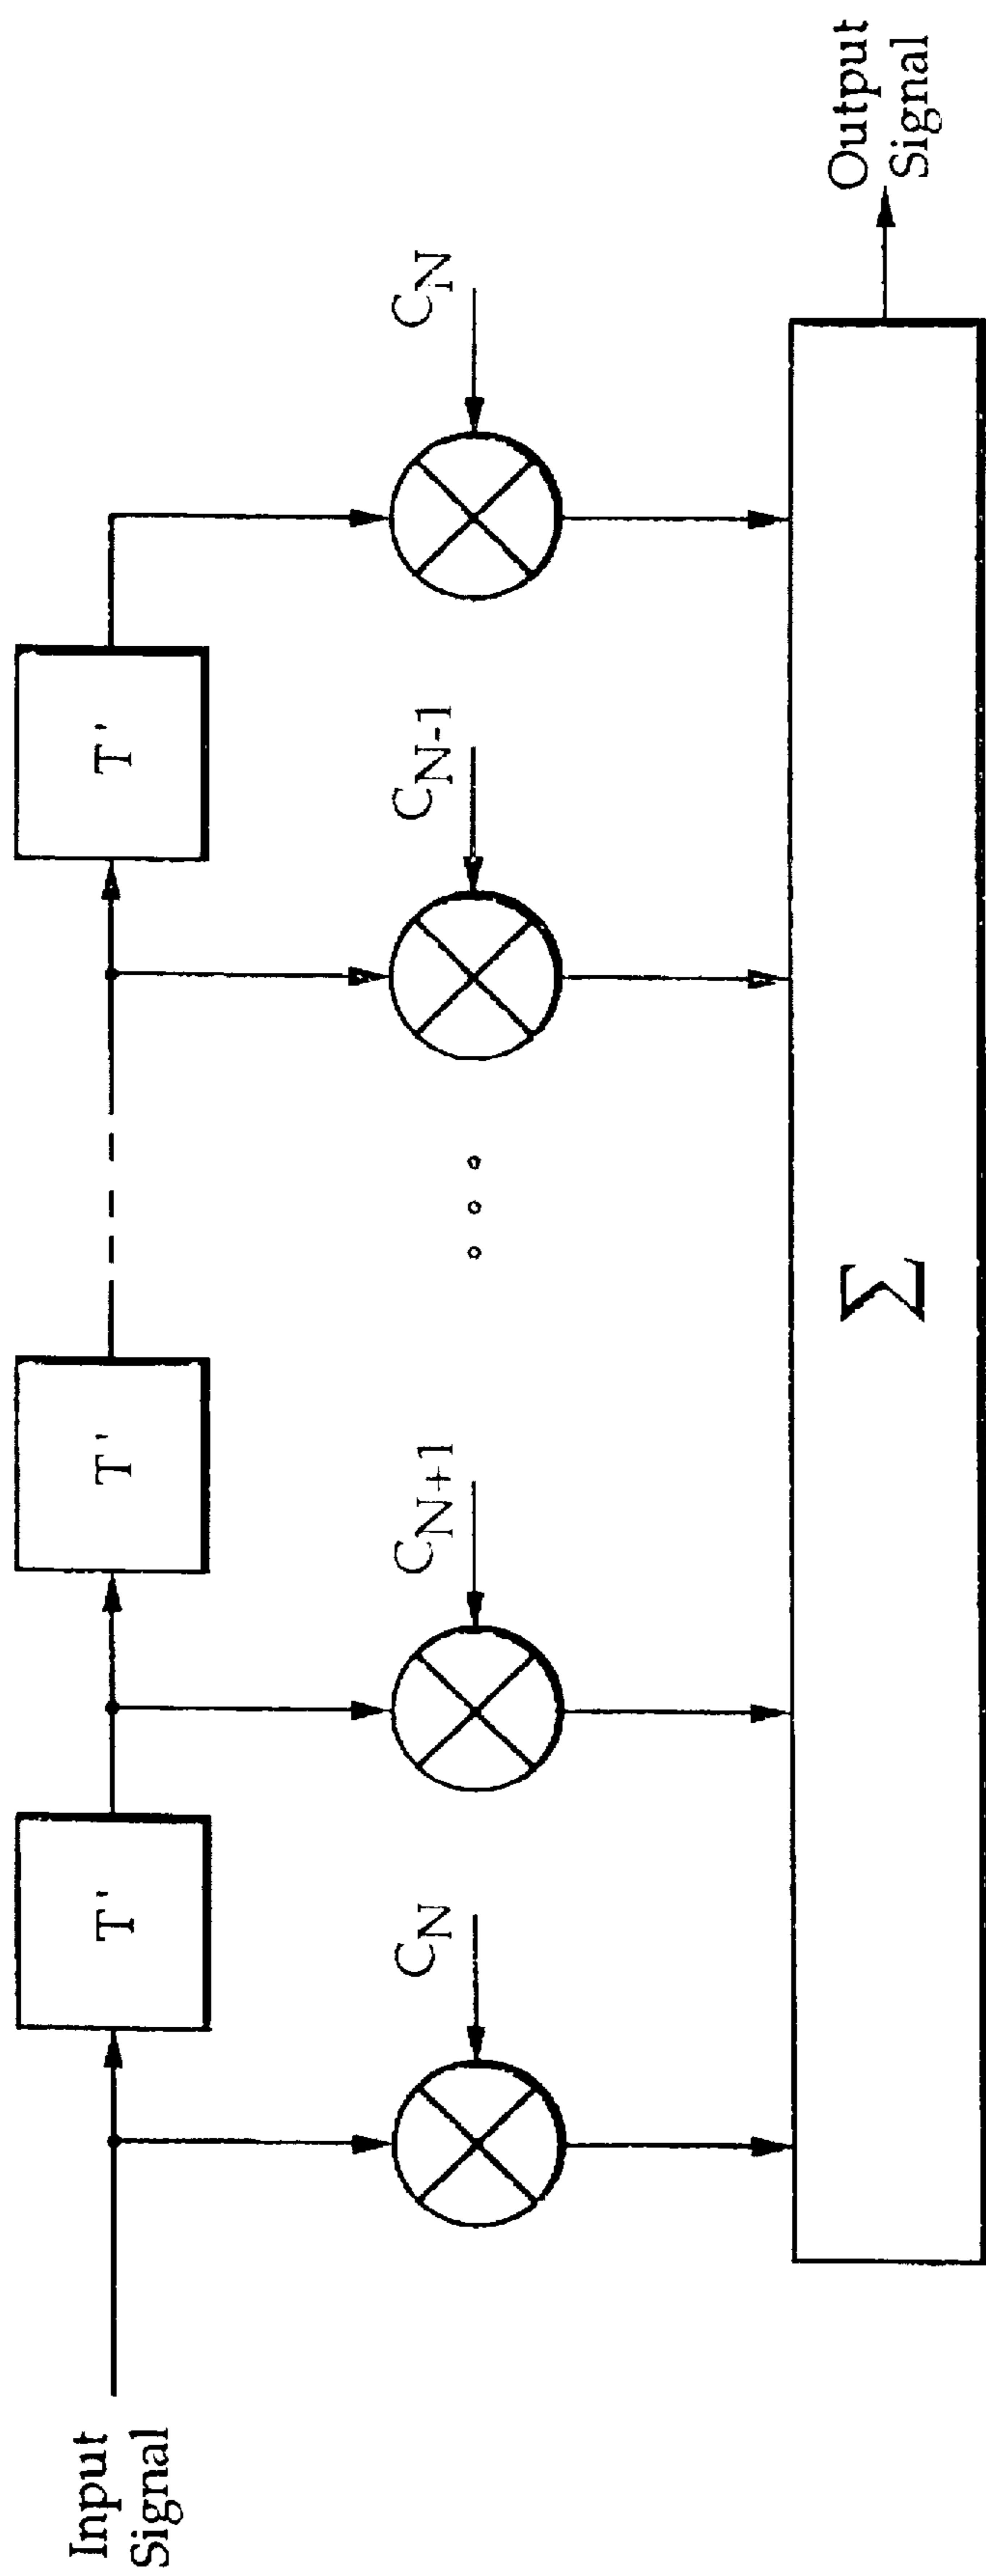 Input
Signal
T'
T'
T'
C_N
C_{N+1}
C_{N-1}
C_N
Σ
Output
Signal